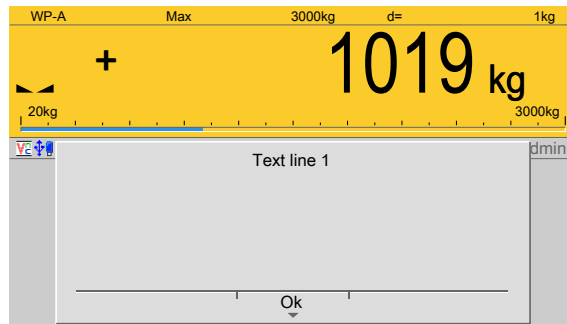 WP-A Max 3000kg d= 1kg
+ 1019 kg
20kg 3000kg
dmin
Text line 1
Ok